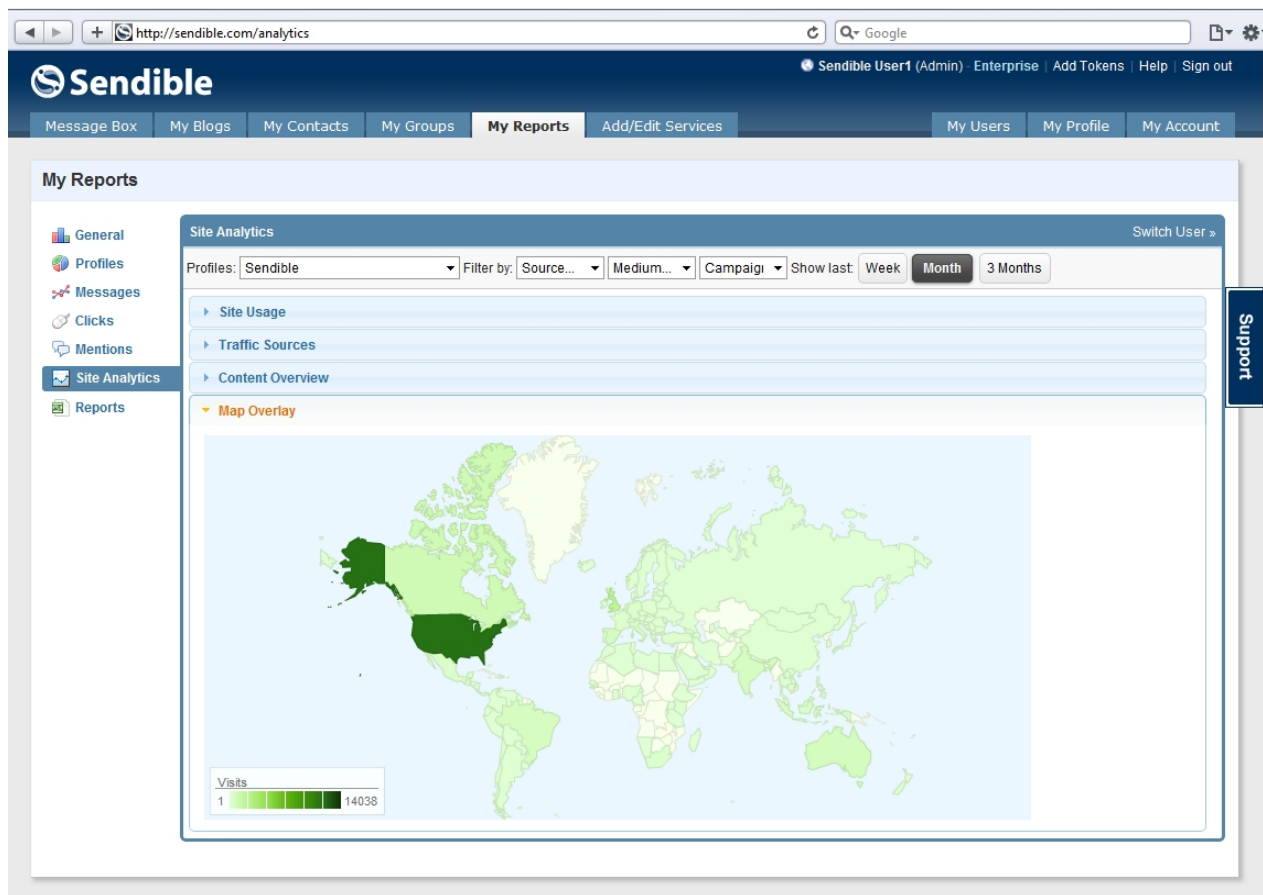 http://sendible.com/analytics
Google
Sendible
Sendible User1 (Admin) - Enterprise | Add Tokens | Help | Sign out
Message Box My Blogs My Contacts My Groups My Reports Add/Edit Services My Users My Profile My Account
My Reports
General
Profiles
Messages
Clicks
Mentions
Site Analytics
Reports
Site Analytics Switch User »
Profiles: Sendible Filter by: Source... Medium... Campaign Show last: Week Month 3 Months
Site Usage
Traffic Sources
Content Overview
Map Overlay
Visits
1 14038
Support